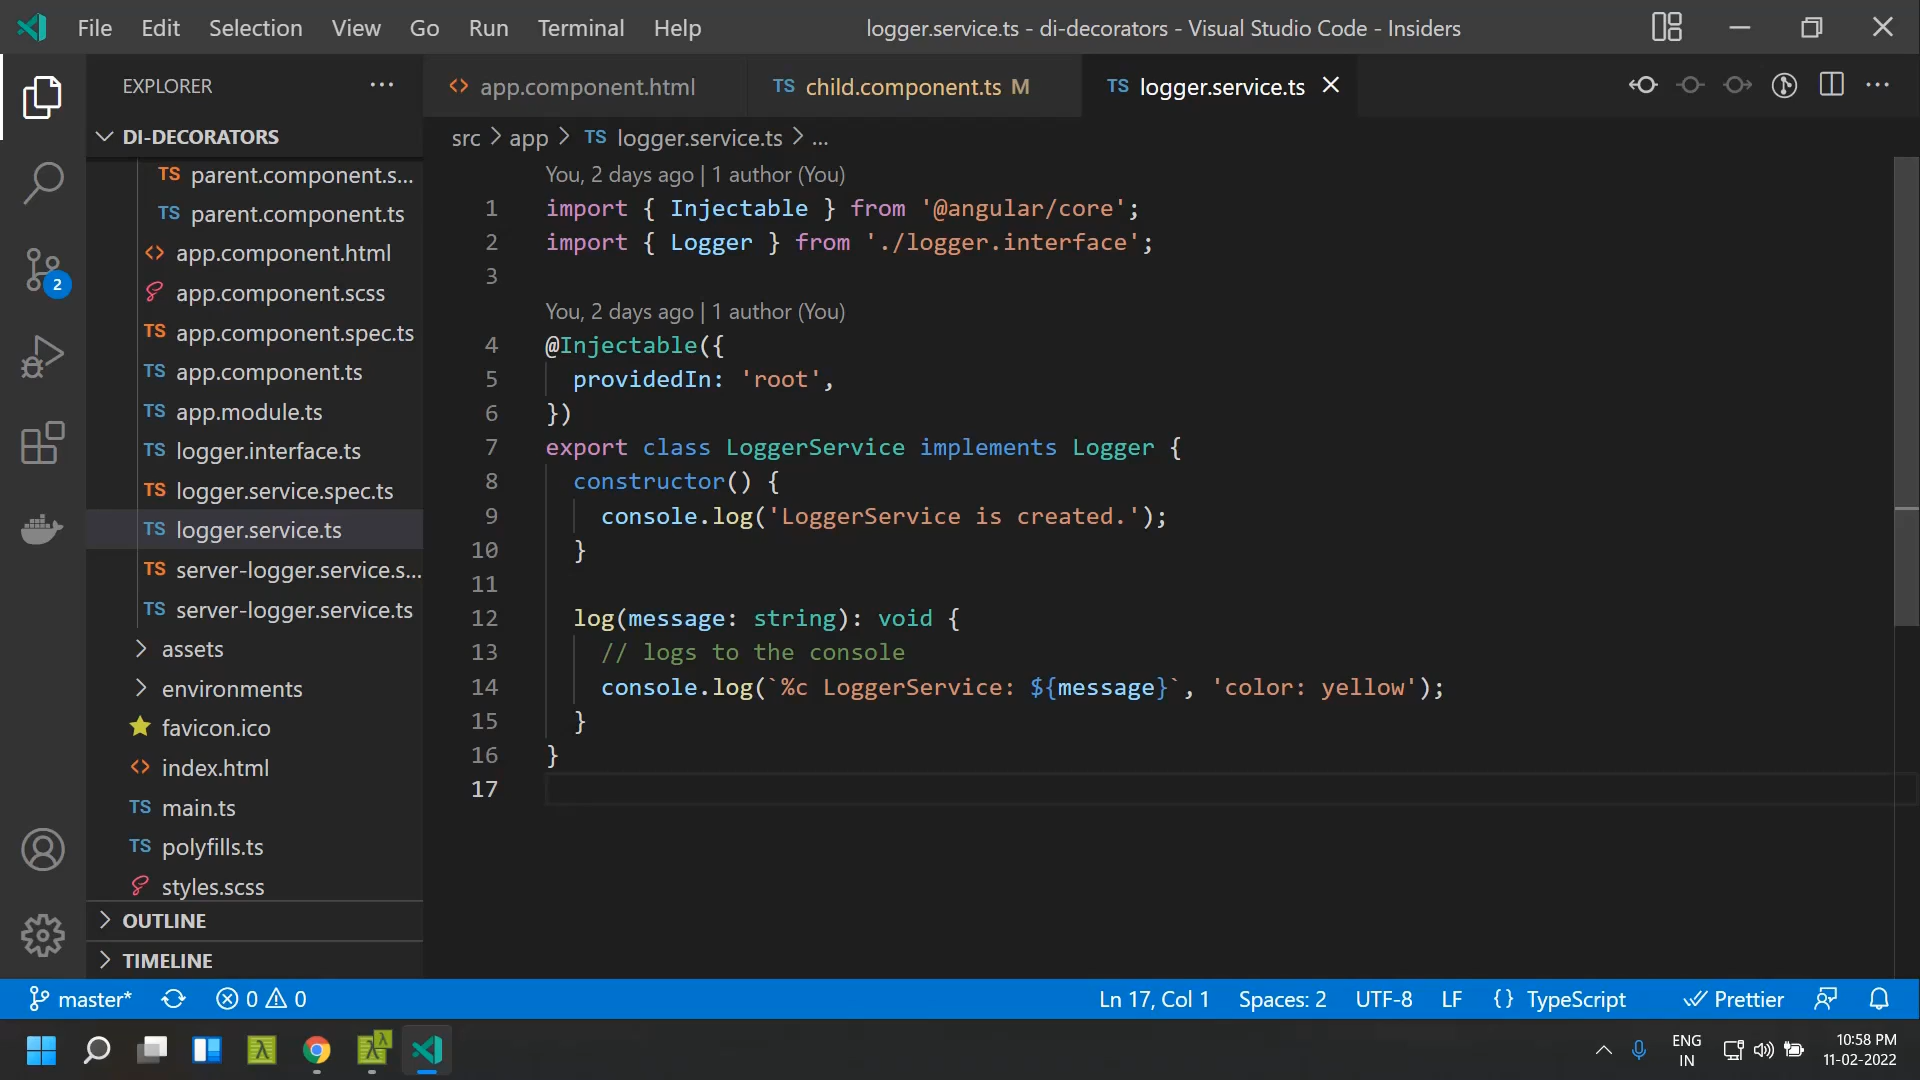 File Edit Selection View Go Run Terminal Help
logger.service.ts - di-decorators - Visual Studio Code - Insiders
EXPLORER
DI-DECORATORS
TS parent.component.s...
TS parent.component.ts
<> app.component.html
app.component.scss
TS app.component.spec.ts
TS app.component.ts
TS app.module.ts
TS logger.interface.ts
TS logger.service.spec.ts
TS logger.service.ts
TS server-logger.service.s...
TS server-logger.service.ts
assets
environments
favicon.ico
<> index.html
TS main.ts
TS polyfills.ts
styles.scss
OUTLINE
TIMELINE
2
<> app.component.html
TS child.component.ts M
TS logger.service.ts
src > app > TS logger.service.ts > ...
You, 2 days ago | 1 author (You)
1 import { Injectable } from '@angular/core';
2 import { Logger } from './logger.interface';
3
You, 2 days ago | 1 author (You)
4 @Injectable({
5 providedIn: 'root',
6 })
7 export class LoggerService implements Logger {
8 constructor() {
9 console.log('LoggerService is created.');
10 }
11
12 log(message: string): void {
13 // logs to the console
14 console.log(`%c LoggerService: ${message}`, 'color: yellow');
15 }
16 }
17
master* 0 0
Ln 17, Col 1 Spaces: 2 UTF-8 LF {} TypeScript Prettier
ENG
IN
10:58 PM
11-02-2022